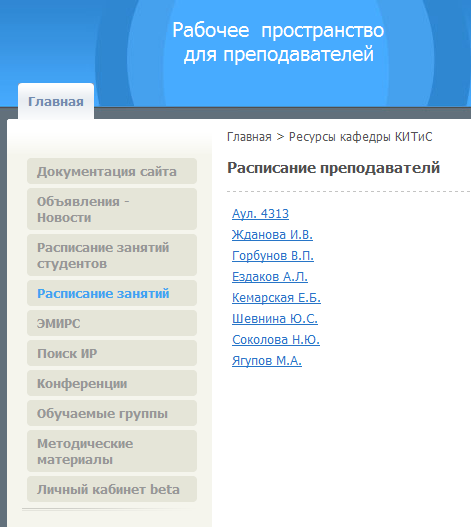 Рабочее пространство
для преподавателей
Главная
Документация сайта
Объявления -
Новости
Расписание занятий
студентов
Расписание занятий
ЭМИРС
Поиск ИР
Конференции
Обучаемые группы
Методические
материалы
Личный кабинет beta
Главная > Ресурсы кафедры КИТиС
Расписание преподавателй
Аул. 4313
Жданова И.В.
Горбунов В.П.
Ездаков А.Л.
Кемарская Е.Б.
Шевнина Ю.С.
Соколова Н.Ю.
Ягупов М.А.